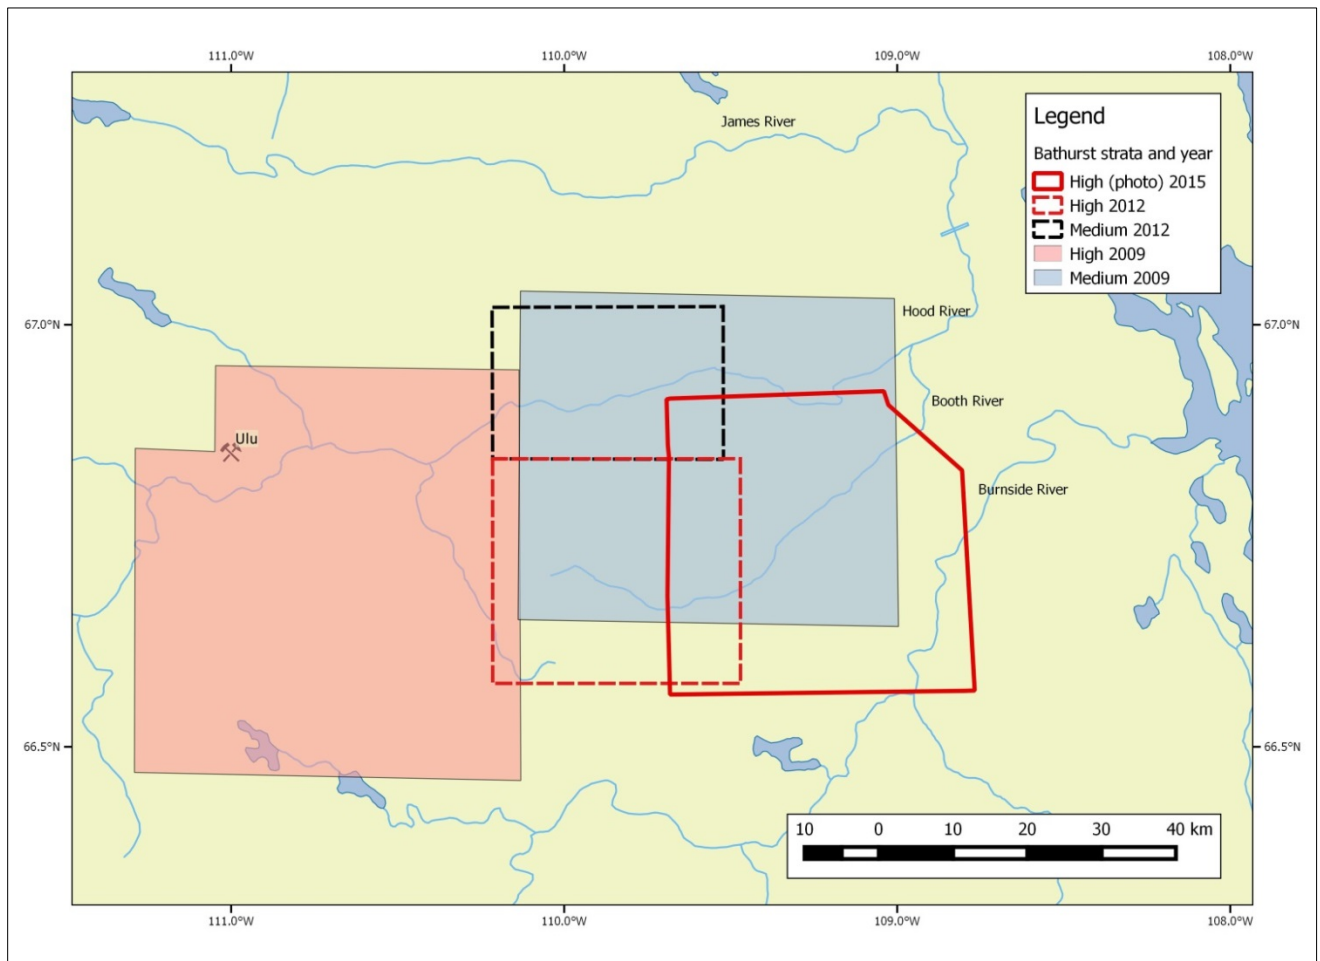 111.0°W 110.0°W 109.0°W 108.0°W
James River
Legend
Bathurst strata and year
High (photo) 2015
High 2012
Medium 2012
High 2009
Medium 2009
Hood River
67.0°N 67.0°N
Booth River
Ulu
Burnside River
66.5°N 66.5°N
10 0 10 20 30 40 km
111.0°W 110.0°W 109.0°W 108.0°W